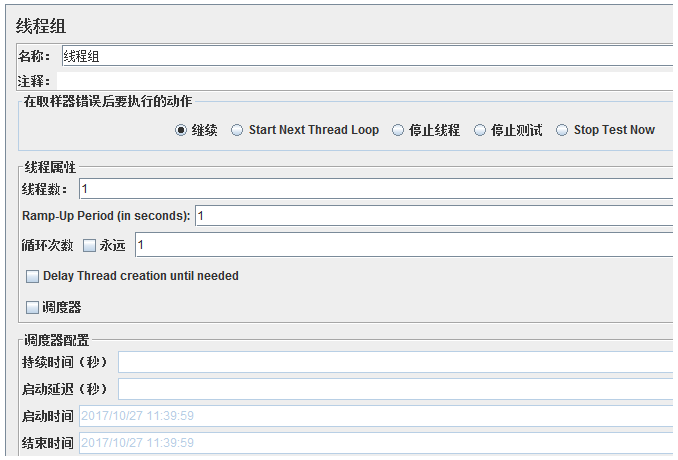 线程组
名称： 线程组
注释：
在取样器错误后要执行的动作
继续 Start Next Thread Loop 停止线程 停止测试 Stop Test Now
线程属性
线程数： 1
Ramp-Up Period (in seconds): 1
循环次数 永远 1
Delay Thread creation until needed
调度器
调度器配置
持续时间（秒）
启动延迟（秒）
启动时间 2017/10/27 11:39:59
结束时间 2017/10/27 11:39:59